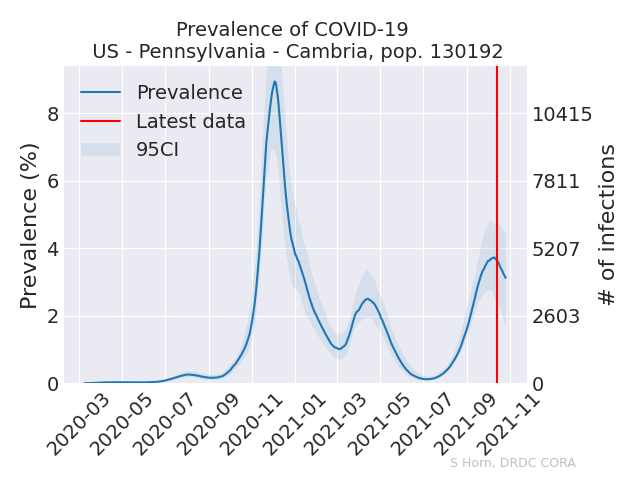 Prevalence of COVID-19
US - Pennsylvania - Cambria, pop. 130192
Prevalence
Latest data
95CI
Prevalence (%)
8
6
4
2
0
10415
7811
5207
2603
0
# of infections
2020-03
2020-05
2020-07
2020-09
2020-11
2021-01
2021-03
2021-05
2021-07
2021-09
2021-11
S Horn, DRDC CORA